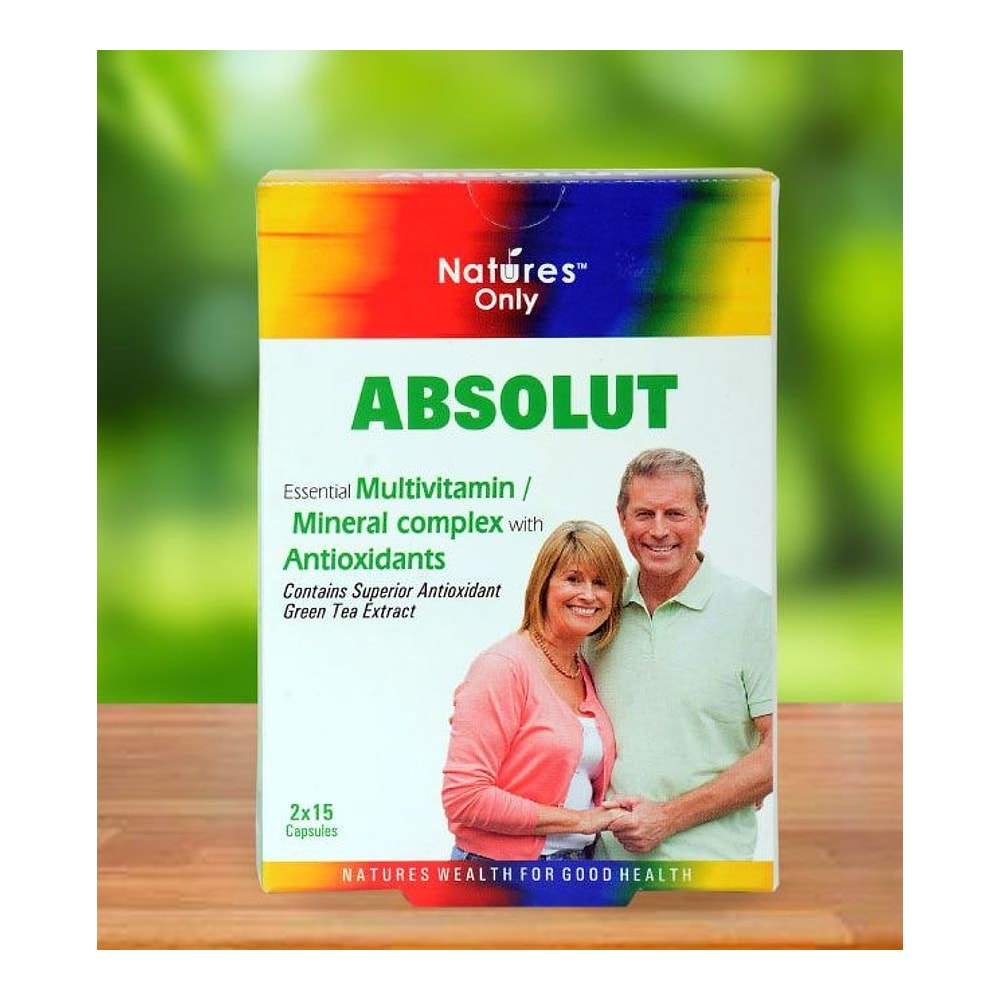 ABSOLUT
Natures™
Only
ABSOLUT
Essential Multivitamin /
Mineral complex with
Antioxidants
Contains Superior Antioxidant
Green Tea Extract
2x15
Capsules
NATURES WEALTH FOR GOOD HEALTH